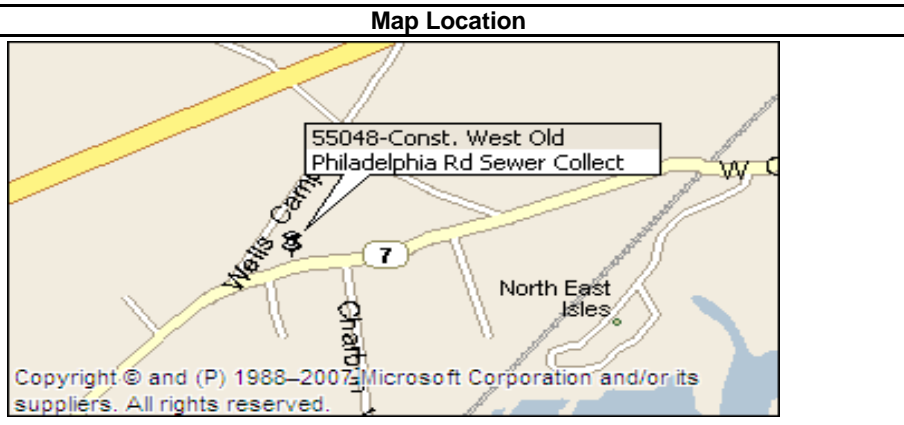 Map Location
55048-Const. West Old
Philadelphia Rd Sewer Collect
Wells Camp
7
W
North East
Isles
Copyright © and (P) 1988–2007 Microsoft Corporation and/or its
suppliers. All rights reserved.